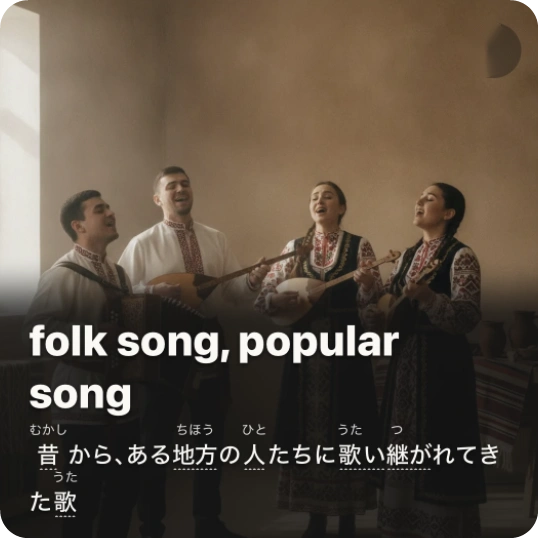 folk song, popular
song
むかし ちほう ひと うた つ
昔から、ある地方の人たちに歌い継がれてき
うた
た歌